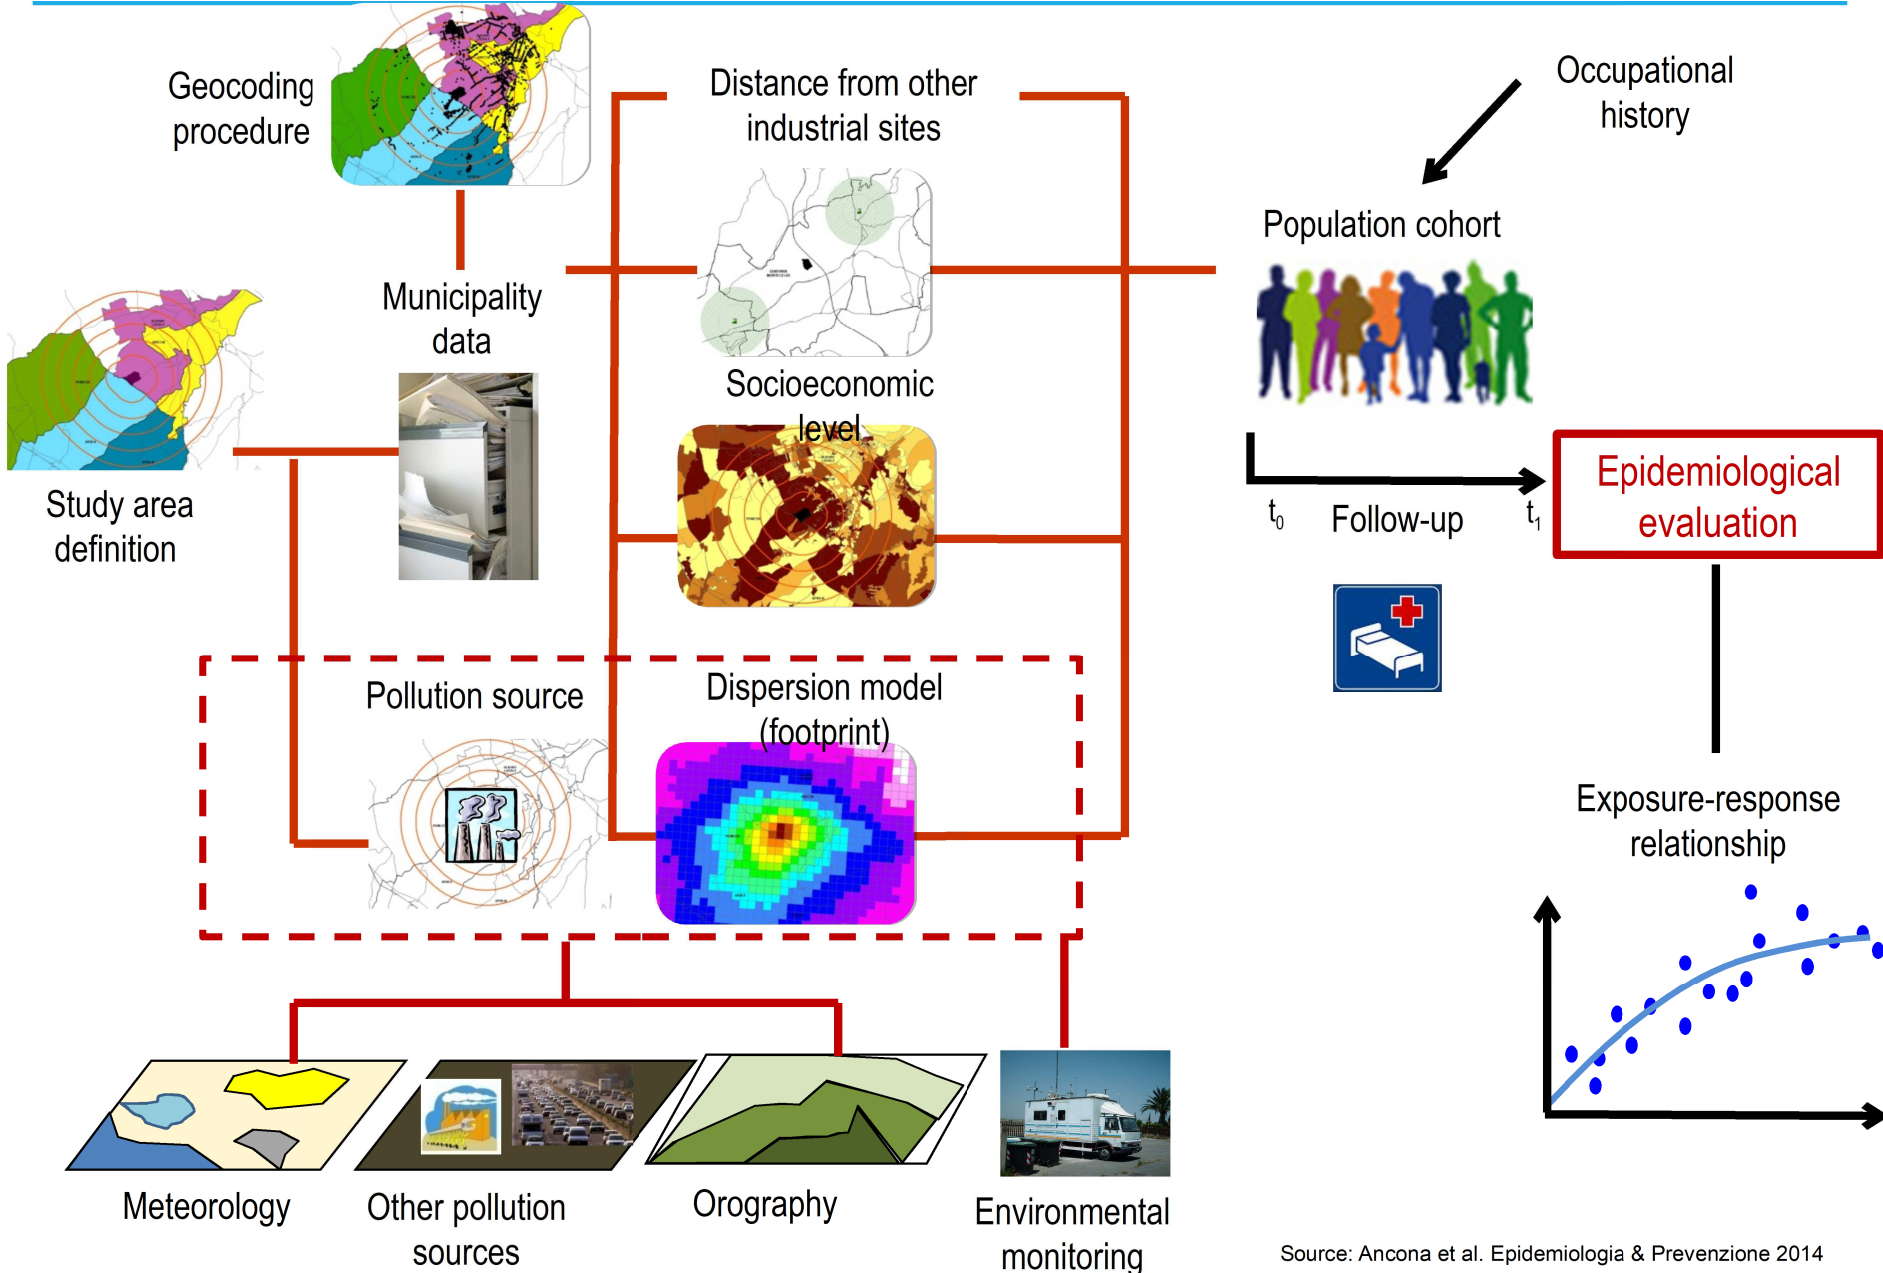 Geocoding
procedure
Distance from other
industrial sites
Occupational
history
Population cohort
Municipality
data
Socioeconomic
level
Study area
definition
t0
Follow-up
t1
Epidemiological
evaluation
Pollution source
Dispersion model
(footprint)
Exposure-response
relationship
Meteorology
Other pollution
sources
Orography
Environmental
monitoring
Source: Ancona et al. Epidemiologia & Prevenzione 2014